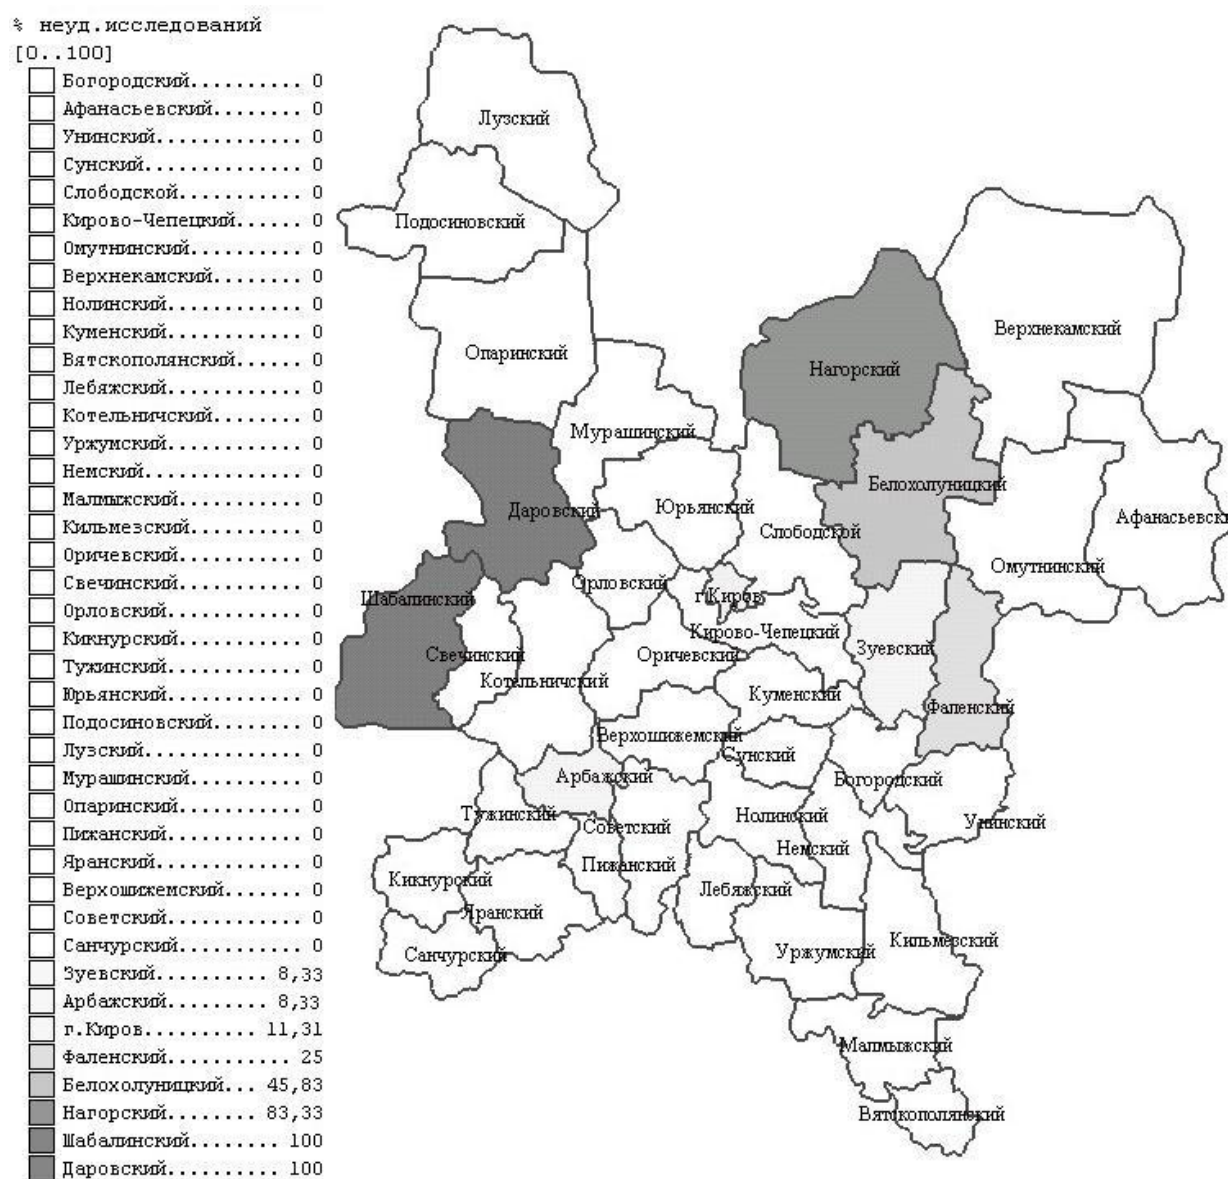 % неуд.исследований
[0..100]
Богородский.......... 0
Афанасьевский........ 0
Унинский............. 0
Сунский.............. 0
Слободской........... 0
Кирово-Чепецкий...... 0
Омутнинский.......... 0
Верхнекамский........ 0
Нолинский............ 0
Куменский............ 0
Вятскополянский...... 0
Лебяжский............ 0
Котельничский........ 0
Уржумский............ 0
Немский.............. 0
Малмыжский........... 0
Кильмезский.......... 0
Оричевский........... 0
Свечинский........... 0
Орловский............ 0
Кикнурский........... 0
Тужинский............ 0
Юрьянский............ 0
Подосиновский........ 0
Лузский.............. 0
Мурашинский.......... 0
Опаринский........... 0
Пижанский............ 0
Яранский............. 0
Верхошижемский....... 0
Советский............ 0
Санчурский........... 0
Зуевский.......... 8,33
Арбажский......... 8,33
г.Киров.......... 11,31
Фаленский........... 25
Белохолуницкий... 45,83
Нагорский........ 83,33
Шабалинский........ 100
Даровский.......... 100
Лузский
Подосиновский
Опаринский
Верхнекамский
Нагорский
Мурашинский
Белохолуницкий
Даровский
Юрьянский
Слободской
Афанасьевски
Омутнинский
Орловский
г.Киров
Шабалинский
Кирово-Чепецкий
Свечинский
Оричевский
Зуевский
Котельничский
Куменский
Фаленский
Верхошижемский
Сунский
Арбажский
Богородский
Тужинский
Советский
Нолинский
Унинский
Немский
Пижанский
Кикнурский
Лебяжский
Яранский
Санчурский
Уржумский
Кильмезский
Малмыжский
Вятскополянский